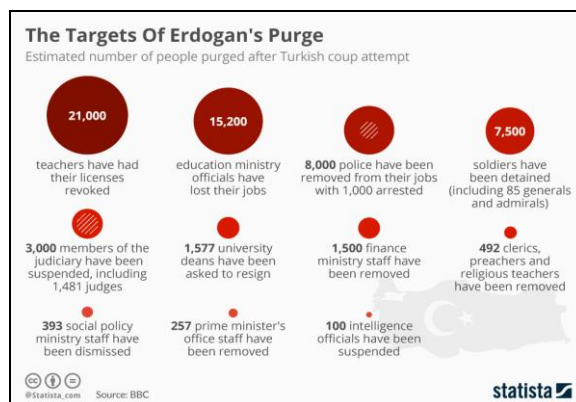 The Targets Of Erdogan's Purge
Estimated number of people purged after Turkish coup attempt
21,000
teachers have had
their licenses
revoked
15,200
education ministry
officials have
lost their jobs
8,000 police have been
removed from their jobs
with 1,000 arrested
7,500
soldiers have
been detained
(including 85 generals
and admirals)
3,000 members of the
judiciary have been
suspended, including
1,481 judges
1,577 university
deans have been
asked to resign
1,500 finance
ministry staff have
been removed
492 clerics,
preachers and
religious teachers
have been removed
393 social policy
ministry staff have
been dismissed
257 prime minister's
office staff have
been removed
100 intelligence
officials have been
suspended
@Statista_com Source: BBC
statista